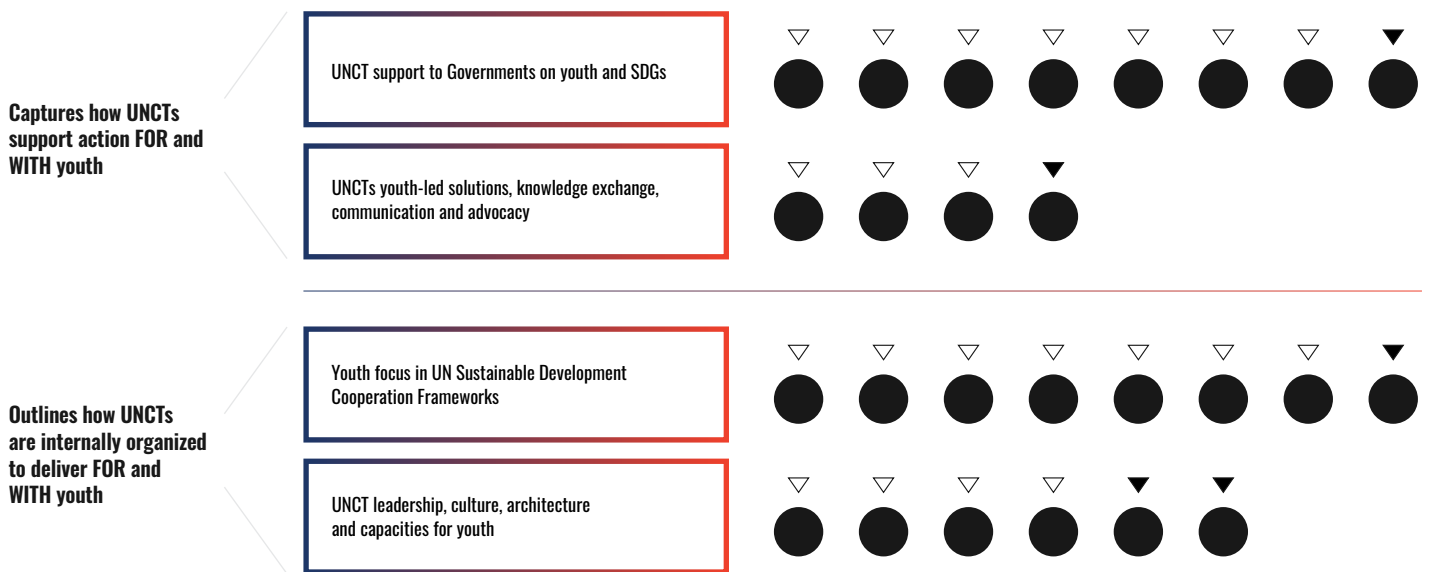 Captures how UNCTs
support action FOR and
WITH youth
UNCT support to Governments on youth and SDGs
UNCTs youth-led solutions, knowledge exchange,
communication and advocacy
Outlines how UNCTs
are internally organized
to deliver FOR and
WITH youth
Youth focus in UN Sustainable Development
Cooperation Frameworks
UNCT leadership, culture, architecture
and capacities for youth